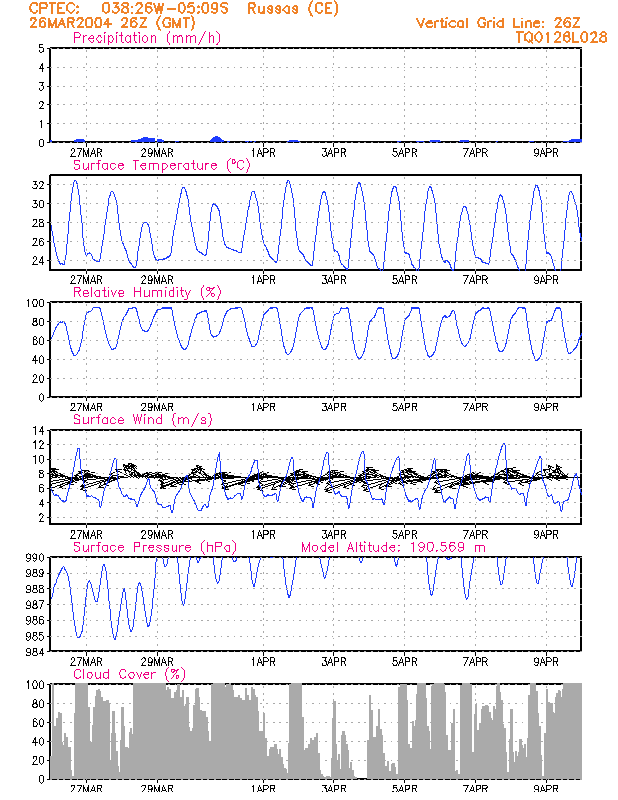 CPTEC: 038:26W-05:09S Russas (CE)
26MAR2004 26Z (GMT) Vertical Grid Line: 26Z
Precipitation (mm/h) TQ0126L028
5
4
3
2
1
0
27MAR 29MAR 1APR 3APR 5APR 7APR 9APR
Surface Temperature (°C)
32
30
28
26
24
27MAR 29MAR 1APR 3APR 5APR 7APR 9APR
Relative Humidity (%)
100
80
60
40
20
0
27MAR 29MAR 1APR 3APR 5APR 7APR 9APR
Surface Wind (m/s)
14
12
10
8
6
4
2
27MAR 29MAR 1APR 3APR 5APR 7APR 9APR
Surface Pressure (hPa) Model Altitude: 190.569 m
990
989
988
987
986
985
984
27MAR 29MAR 1APR 3APR 5APR 7APR 9APR
Cloud Cover (%)
100
80
60
40
20
0
27MAR 29MAR 1APR 3APR 5APR 7APR 9APR